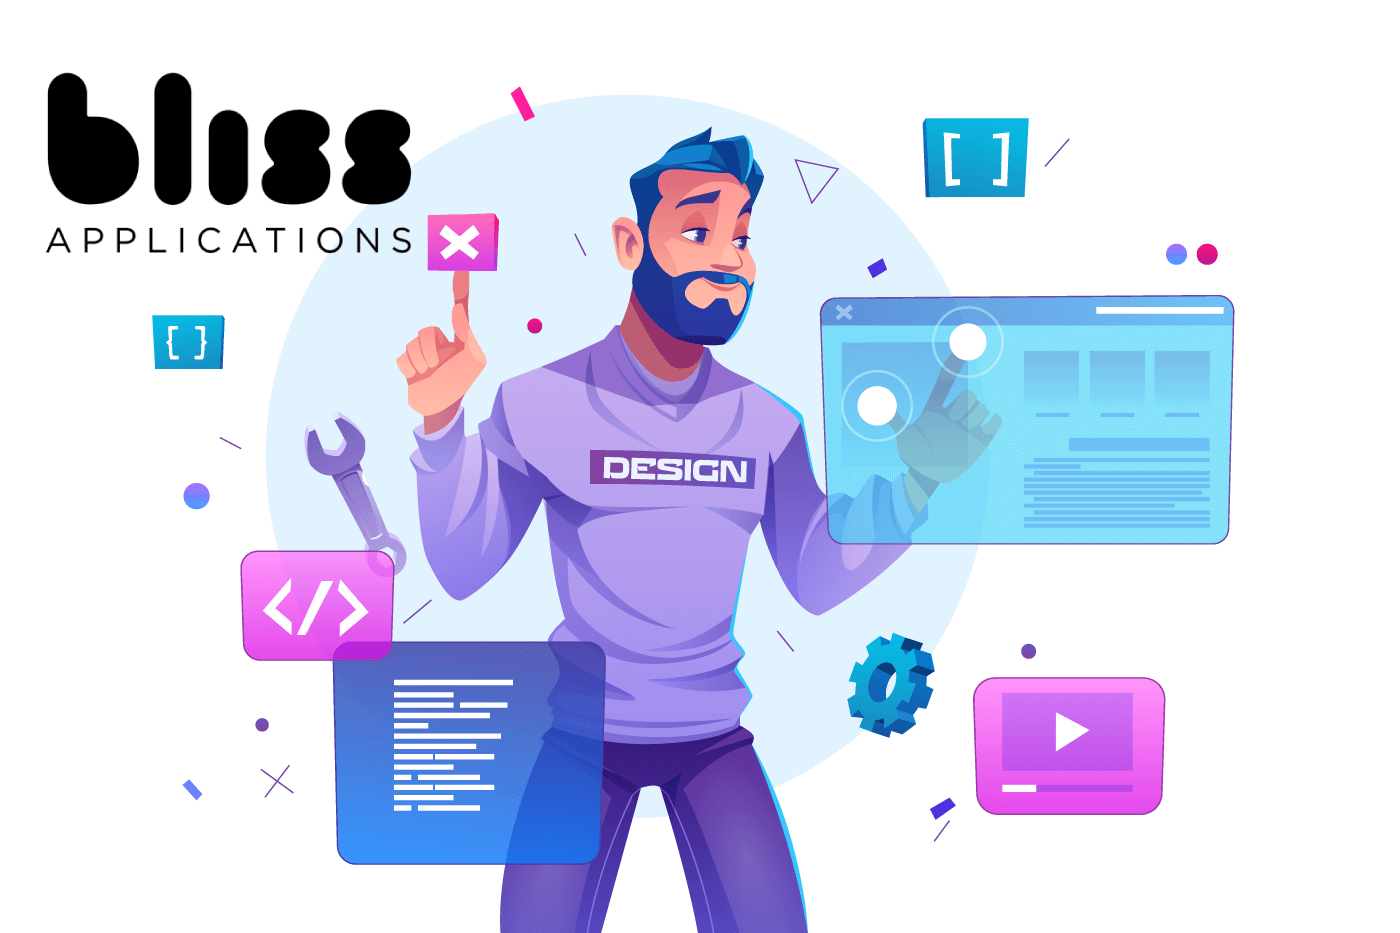 bliss
APPLICATIONS
[ ]
{ }
DESIGN
</>